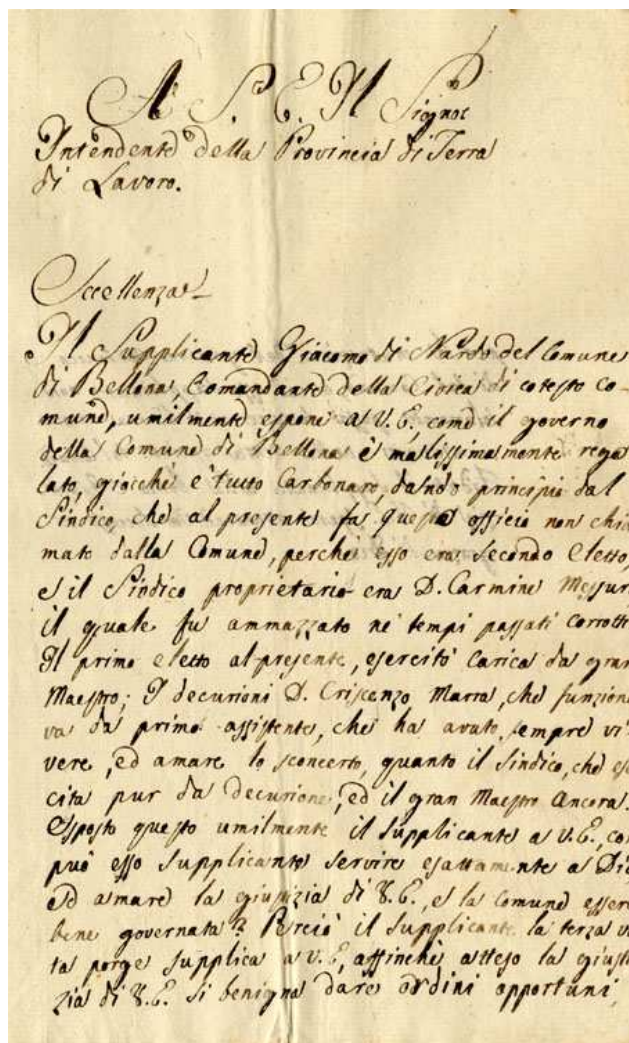 A S. E. Il Signor
Intendente della Provincia di Terra
di Lavoro.
Eccellenza
Il Supplicante Giacomo di Nardo del Comune
di Bellona, Comandante della Civica di cotesto Co-
mune, umilmente espone a V. E., come il governo
della Comune di Bellona è malissimamente rego
lato, giacchè è tutto Carbonaro, dando principio dal
Sindico, che al presente fa questo officio non chia
mato dalla Comune, perchè esso era secondo eletto,
e il Sindico proprietario era D. Carmine Messuri
il quale fu ammazzato ne' tempi passati corrotti
Il primo eletto al presente, esercitò carica da gran
Maestro; I decurioni D. Criscenzo Marra, che funziona
va da primo assistente, che ha avuto sempre vi-
vere, ed amare lo sconcerto, quanto il Sindico, che eser
cita pur da decurione, ed il gran Maestro ancora.
Esposto questo umilmente il supplicante a V. E., come
può esso supplicante servire esattamente a Dio
ed amare la giustizia di V. E., e la Comune essere
bene governata? Perciò il supplicante la terza vol
ta porge supplica a V. E., affinchè atteso la giusti
zia di V. E. si benigna dare ordini opportuni